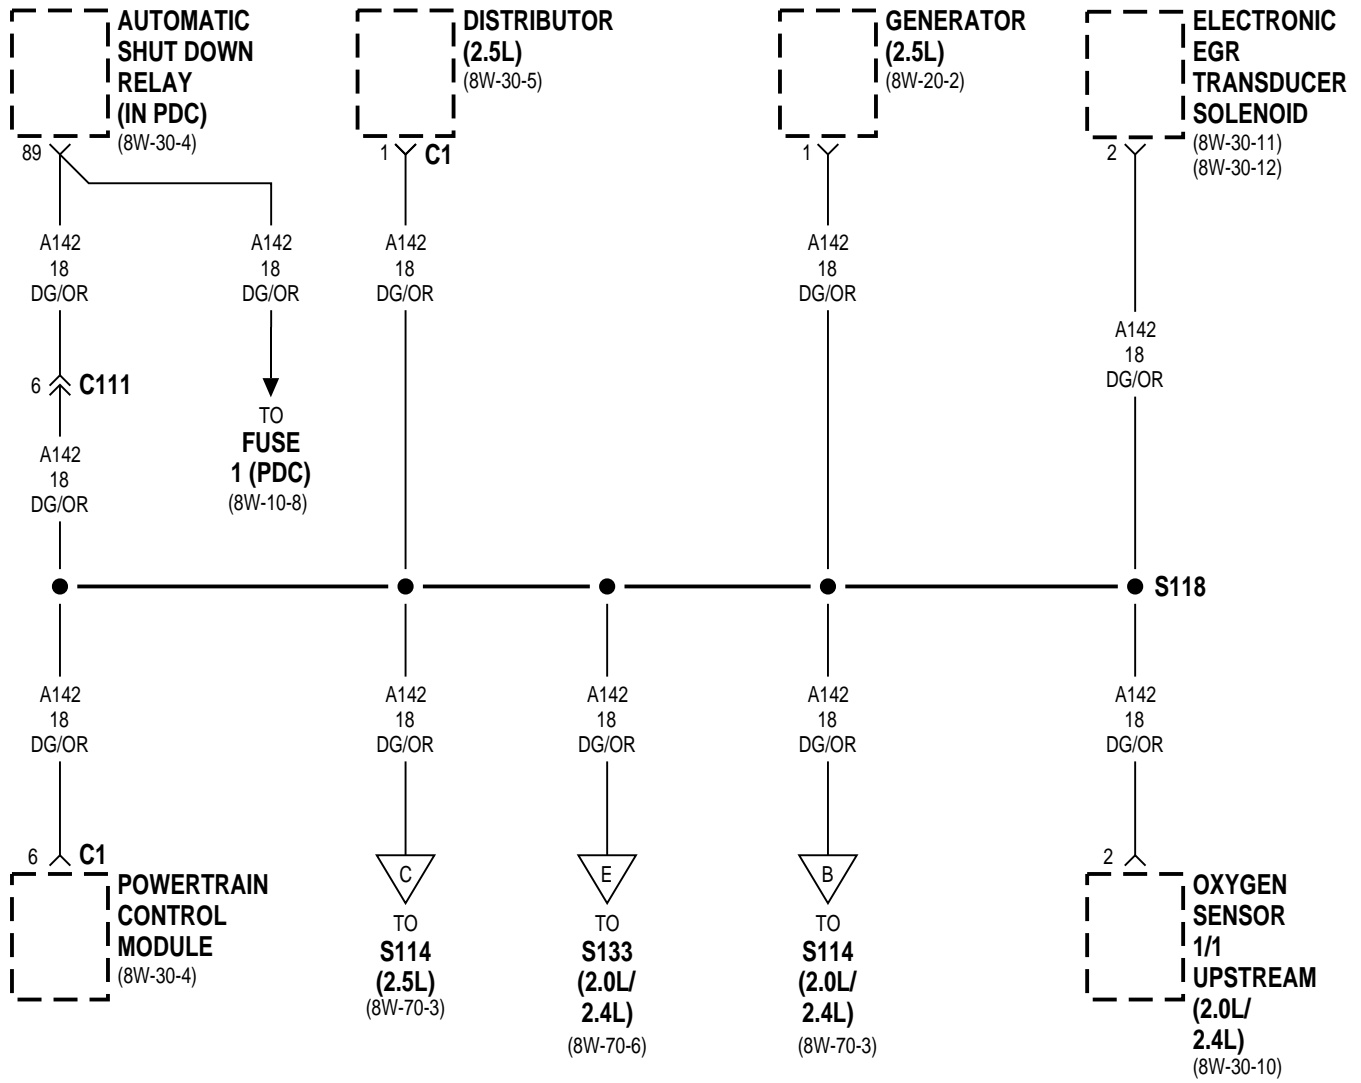 AUTOMATIC
SHUT DOWN
RELAY
(IN PDC)
(8W-30-4)
DISTRIBUTOR
(2.5L)
(8W-30-5)
GENERATOR
(2.5L)
(8W-20-2)
ELECTRONIC
EGR
TRANSDUCER
SOLENOID
(8W-30-11)
(8W-30-12)
89
1
C1
1
2
A142
18
DG/OR
A142
18
DG/OR
A142
18
DG/OR
A142
18
DG/OR
A142
18
DG/OR
6
C111
TO
FUSE
1 (PDC)
(8W-10-8)
A142
18
DG/OR
S118
A142
18
DG/OR
A142
18
DG/OR
A142
18
DG/OR
A142
18
DG/OR
A142
18
DG/OR
6
C1
POWERTRAIN
CONTROL
MODULE
(8W-30-4)
C
TO
S114
(2.5L)
(8W-70-3)
E
TO
S133
(2.0L/
2.4L)
(8W-70-6)
B
TO
S114
(2.0L/
2.4L)
(8W-70-3)
2
OXYGEN
SENSOR
1/1
UPSTREAM
(2.0L/
2.4L)
(8W-30-10)